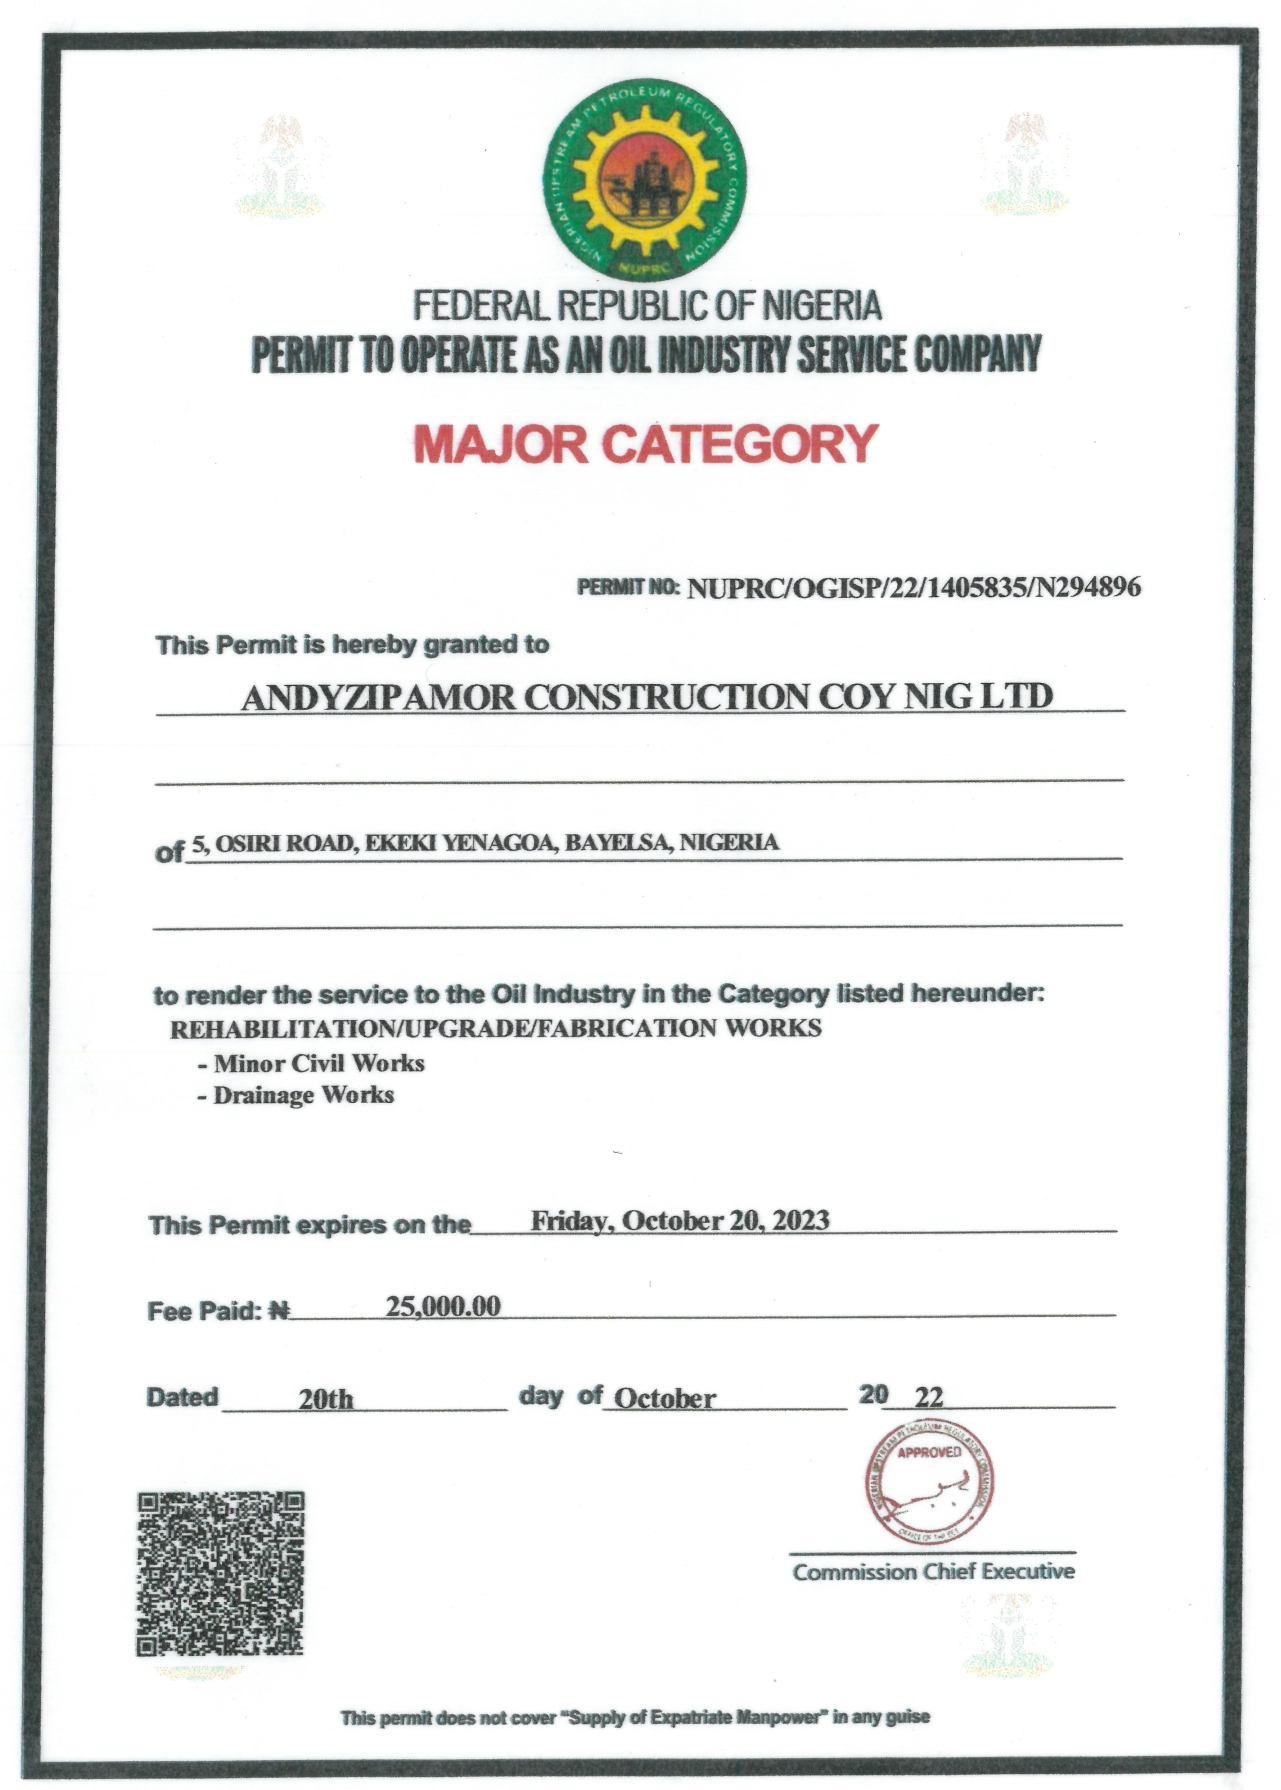 NIGERIAN UPSTREAM PETROLEUM REGULATORY COMMISSION
NUPRC
FEDERAL REPUBLIC OF NIGERIA
PERMIT TO OPERATE AS AN OIL INDUSTRY SERVICE COMPANY
MAJOR CATEGORY
PERMIT NO: NUPRC/OGISP/22/1405835/N294896
This Permit is hereby granted to
ANDYZIPAMOR CONSTRUCTION COY NIG LTD
of 5, OSIRI ROAD, EKEKI YENAGOA, BAYELSA, NIGERIA
to render the service to the Oil Industry in the Category listed hereunder:
REHABILITATION/UPGRADE/FABRICATION WORKS
- Minor Civil Works
- Drainage Works
This Permit expires on the Friday, October 20, 2023
Fee Paid: ₦ 25,000.00
Dated 20th day of October 20 22
NIGERIAN UPSTREAM PETROLEUM REGULATORY COMMISSION
APPROVED
OFFICE OF THE CCE
Commission Chief Executive
This permit does not cover "Supply of Expatriate Manpower" in any guise